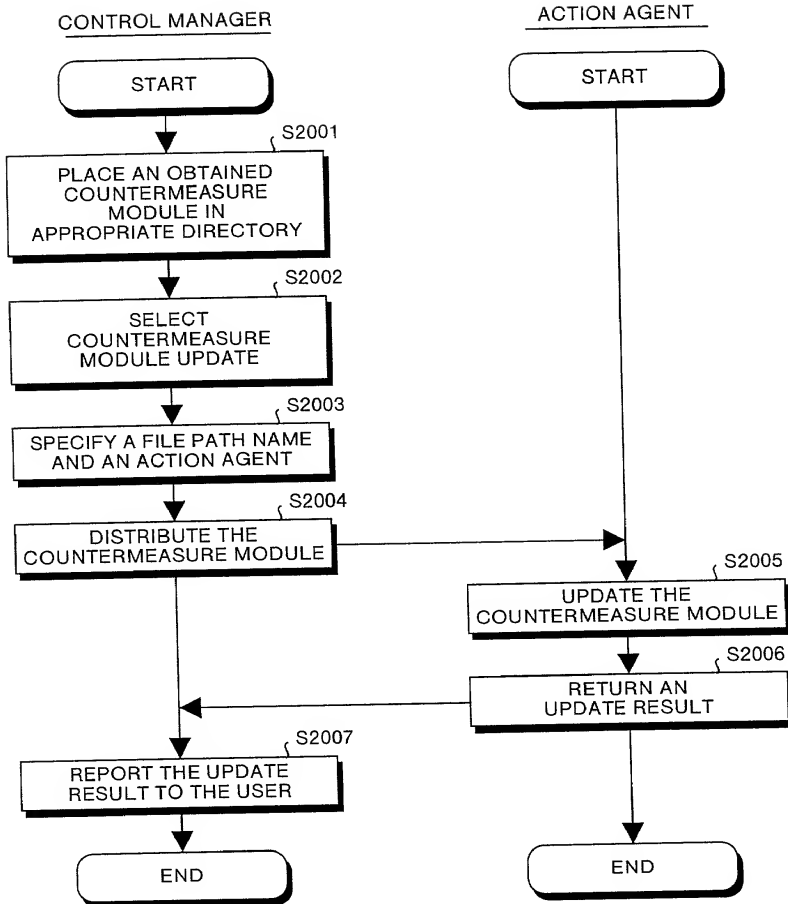 CONTROL MANAGER
ACTION AGENT
START
START
S2001
PLACE AN OBTAINED
COUNTERMEASURE
MODULE IN
APPROPRIATE DIRECTORY
S2002
SELECT
COUNTERMEASURE
MODULE UPDATE
S2003
SPECIFY A FILE PATH NAME
AND AN ACTION AGENT
S2004
DISTRIBUTE THE
COUNTERMEASURE MODULE
S2005
UPDATE THE
COUNTERMEASURE MODULE
S2006
RETURN AN
UPDATE RESULT
S2007
REPORT THE UPDATE
RESULT TO THE USER
END
END